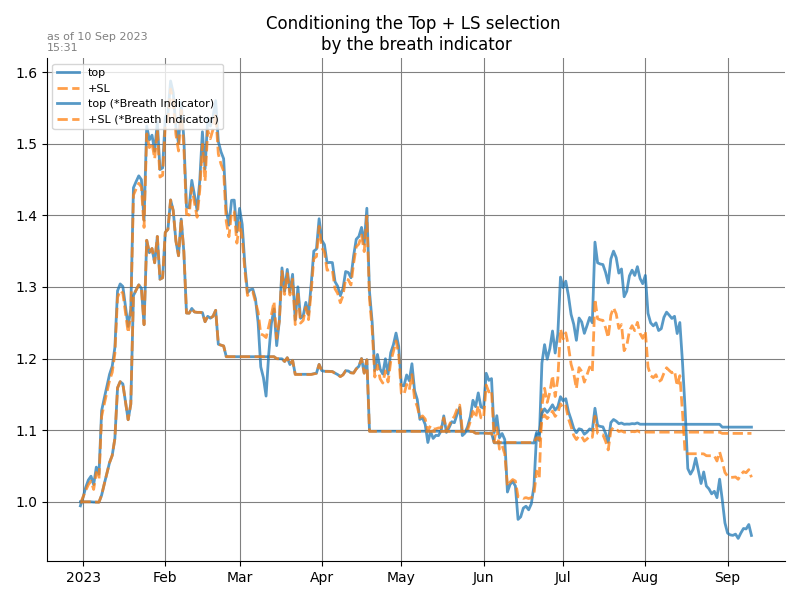 Conditioning the Top + LS selection
by the breath indicator
as of 10 Sep 2023
15:31
top
+SL
top (*Breath Indicator)
+SL (*Breath Indicator)
1.6
1.5
1.4
1.3
1.2
1.1
1.0
2023 Feb Mar Apr May Jun Jul Aug Sep